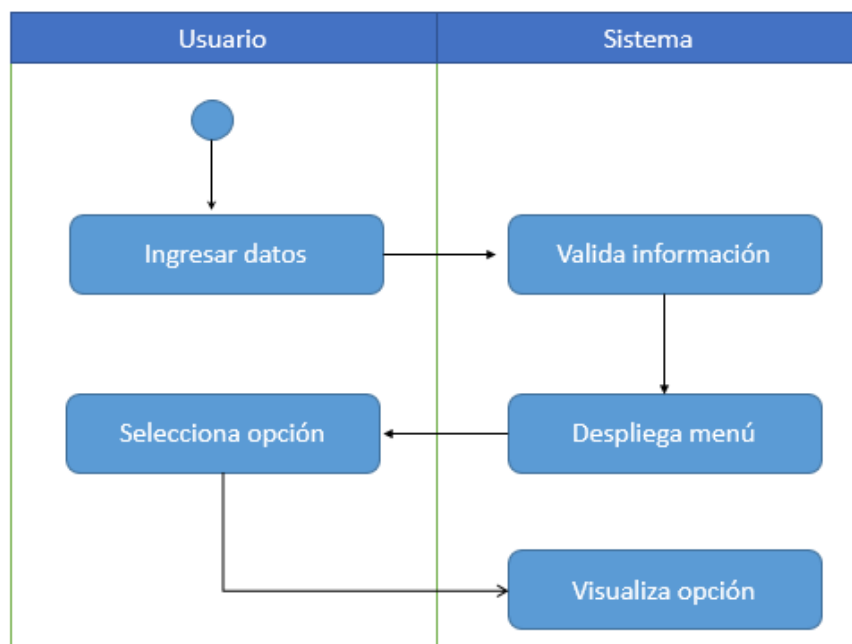 Usuario
Sistema
Ingresar datos
Valida información
Selecciona opción
Despliega menú
Visualiza opción